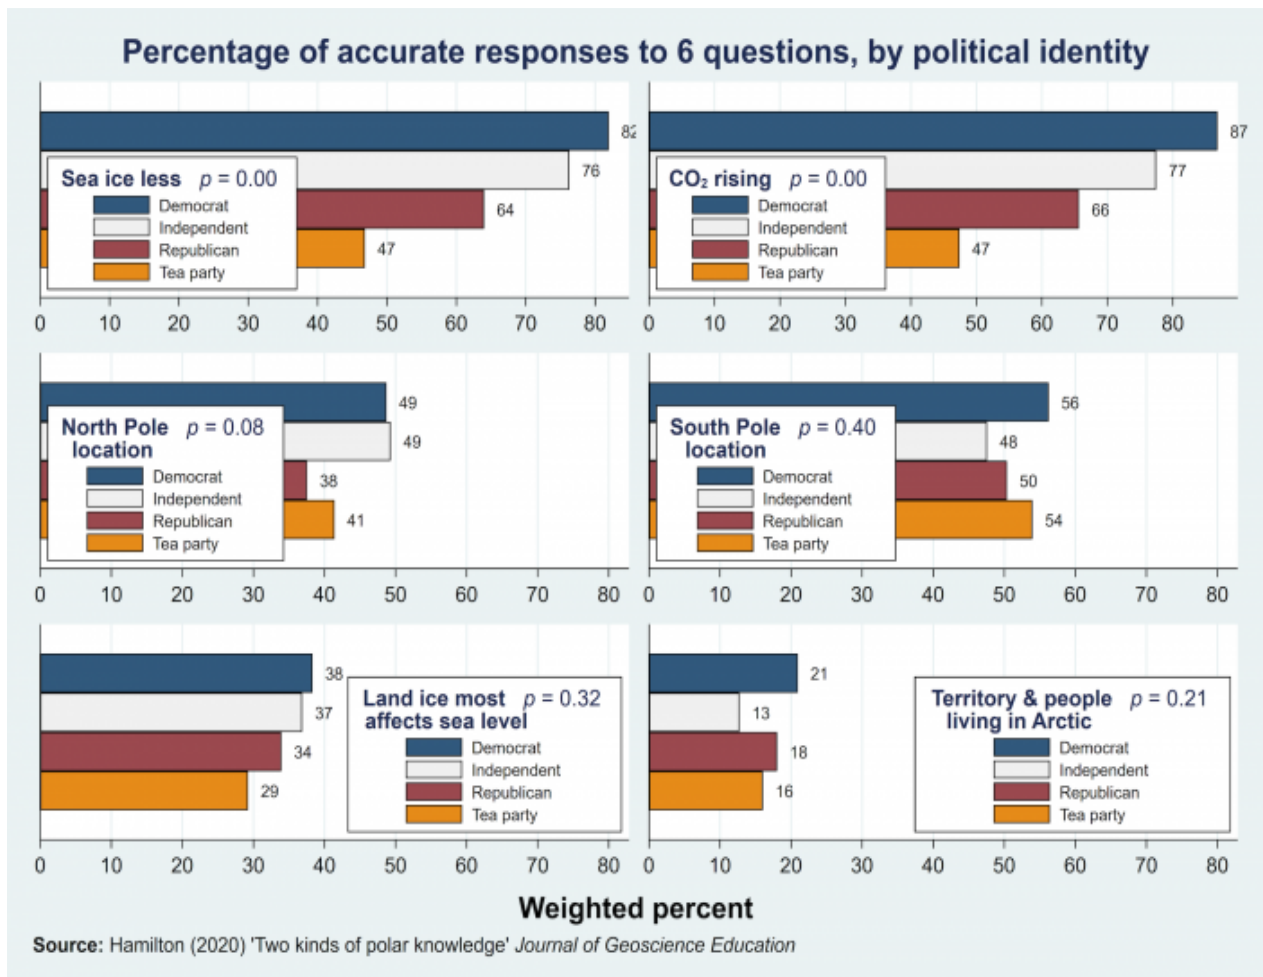 Percentage of accurate responses to 6 questions, by political identity
82
76
64
47
Sea ice less p = 0.00
Democrat
Independent
Republican
Tea party
0 10 20 30 40 50 60 70 80
87
77
66
47
CO₂ rising p = 0.00
Democrat
Independent
Republican
Tea party
0 10 20 30 40 50 60 70 80
49
49
38
41
North Pole p = 0.08
location
Democrat
Independent
Republican
Tea party
0 10 20 30 40 50 60 70 80
56
48
50
54
South Pole p = 0.40
location
Democrat
Independent
Republican
Tea party
0 10 20 30 40 50 60 70 80
38
37
34
29
Land ice most p = 0.32
affects sea level
Democrat
Independent
Republican
Tea party
0 10 20 30 40 50 60 70 80
21
13
18
16
Territory & people p = 0.21
living in Arctic
Democrat
Independent
Republican
Tea party
0 10 20 30 40 50 60 70 80
Weighted percent
Source: Hamilton (2020) 'Two kinds of polar knowledge' Journal of Geoscience Education